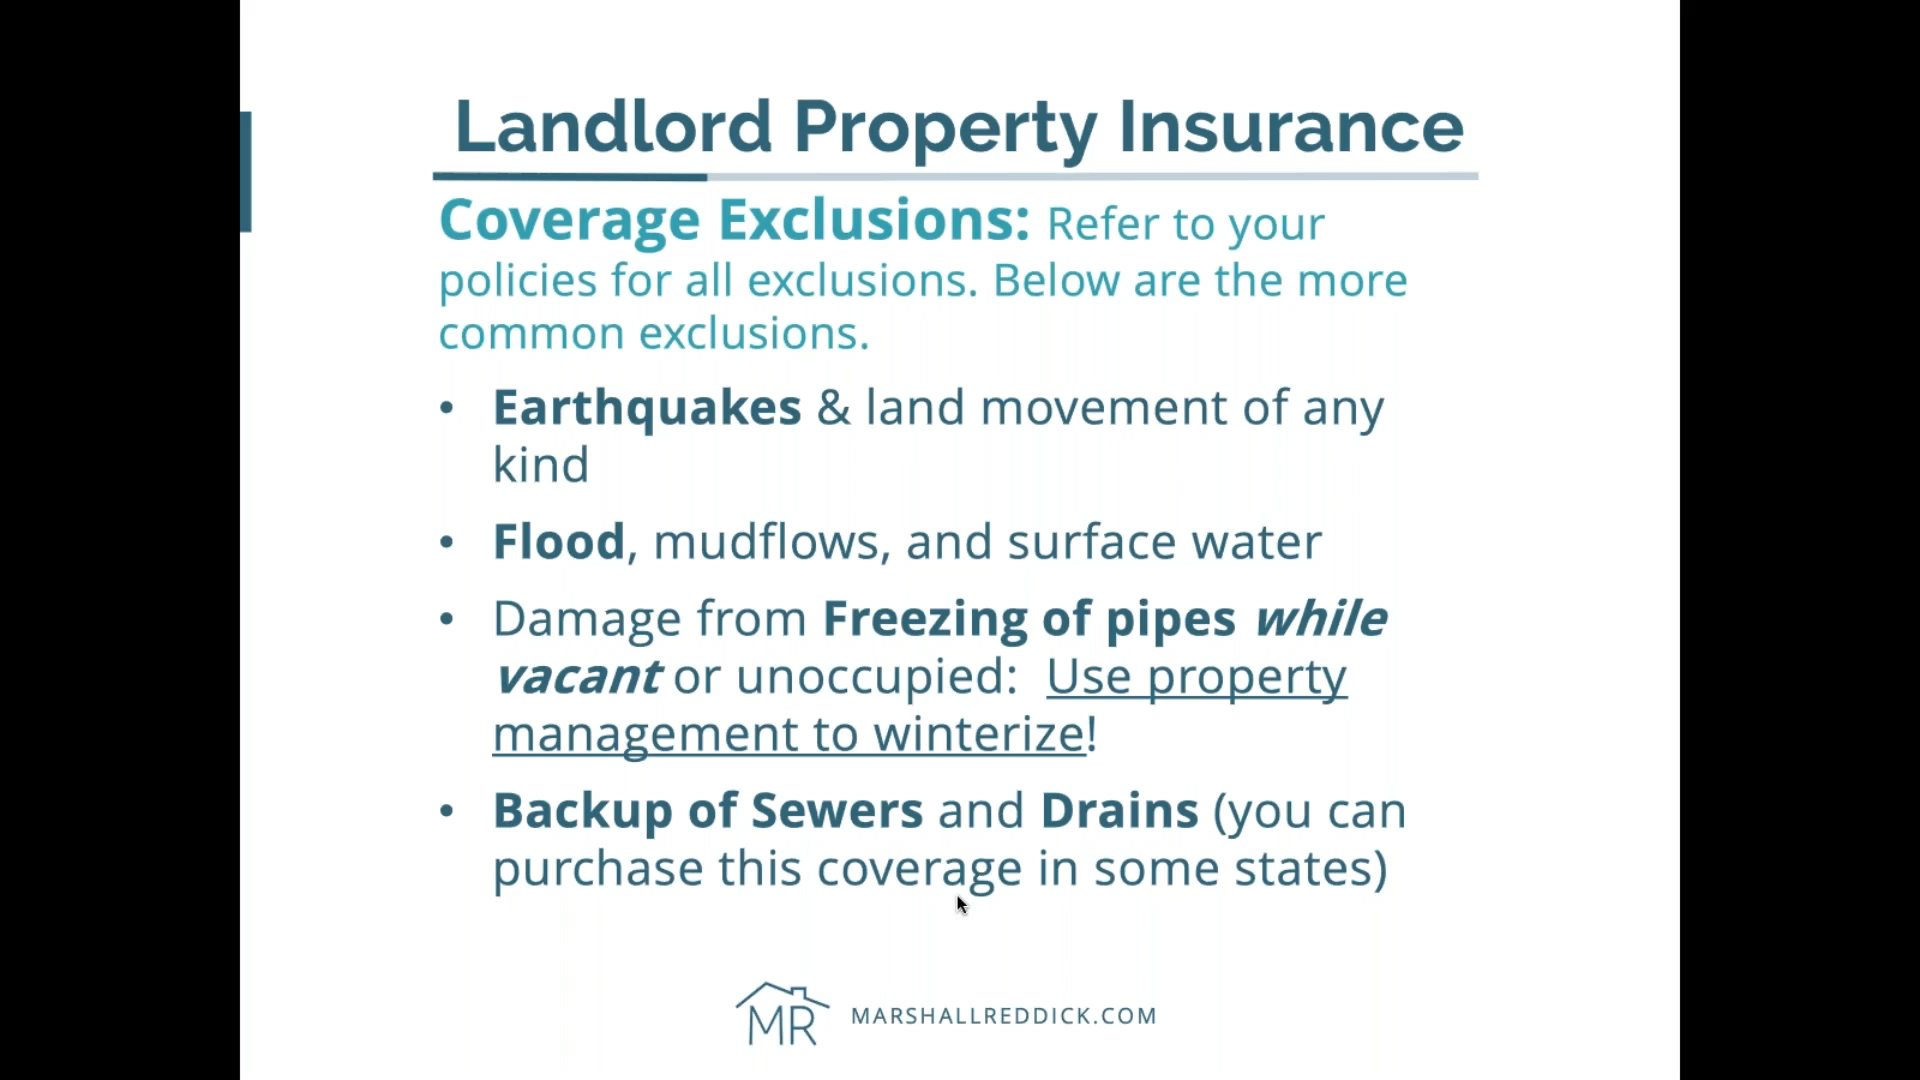 Landlord Property Insurance
Coverage Exclusions: Refer to your
policies for all exclusions. Below are the more
common exclusions.
• Earthquakes & land movement of any
kind
• Flood, mudflows, and surface water
• Damage from Freezing of pipes while
vacant or unoccupied: Use property
management to winterize!
• Backup of Sewers and Drains (you can
purchase this coverage in some states)
MR MARSHALLREDDICK.COM